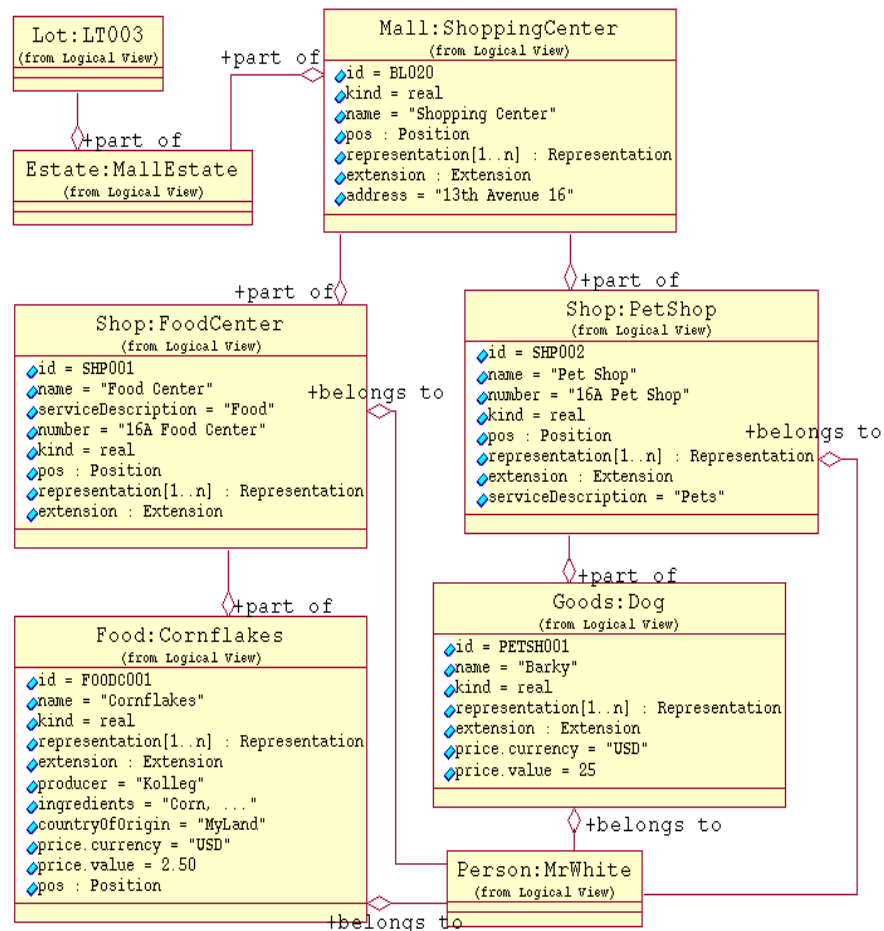 Lot:LT003
(from Logical View)
+part of
Estate:MallEstate
(from Logical View)
+part of
Mall:ShoppingCenter
(from Logical View)
id = BL020
kind = real
name = "Shopping Center"
pos : Position
representation[1..n] : Representation
extension : Extension
address = "13th Avenue 16"
+part of
+part of
Shop:FoodCenter
(from Logical View)
id = SHP001
name = "Food Center"
serviceDescription = "Food"
number = "16A Food Center"
kind = real
pos : Position
representation[1..n] : Representation
extension : Extension
+belongs to
Shop:PetShop
(from Logical View)
id = SHP002
name = "Pet Shop"
number = "16A Pet Shop"
kind = real
pos : Position
representation[1..n] : Representation
extension : Extension
serviceDescription = "Pets"
+belongs to
+part of
+part of
Food:Cornflakes
(from Logical View)
id = FOODC001
name = "Cornflakes"
kind = real
representation[1..n] : Representation
extension : Extension
producer = "Kolleg"
ingredients = "Corn, ..."
countryOfOrigin = "MyLand"
price.currency = "USD"
price.value = 2.50
pos : Position
Goods:Dog
(from Logical View)
id = PETSH001
name = "Barky"
kind = real
representation[1..n] : Representation
extension : Extension
price.currency = "USD"
price.value = 25
+belongs to
Person:MrWhite
(from Logical View)
+belongs to